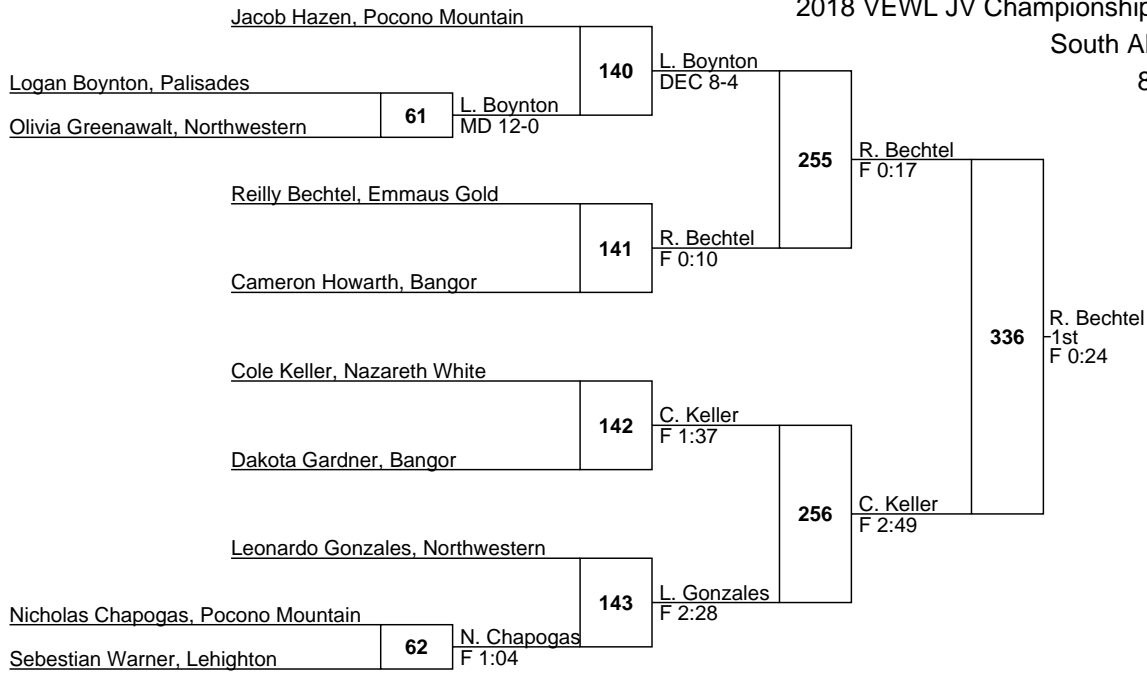 2018 VEWL JV Championship
South Al
8
Jacob Hazen, Pocono Mountain
140
L. Boynton
DEC 8-4
Logan Boynton, Palisades
61
L. Boynton
MD 12-0
Olivia Greenawalt, Northwestern
255
R. Bechtel
F 0:17
Reilly Bechtel, Emmaus Gold
141
R. Bechtel
F 0:10
Cameron Howarth, Bangor
336
R. Bechtel
1st
F 0:24
Cole Keller, Nazareth White
142
C. Keller
F 1:37
Dakota Gardner, Bangor
256
C. Keller
F 2:49
Leonardo Gonzales, Northwestern
143
L. Gonzales
F 2:28
Nicholas Chapogas, Pocono Mountain
62
N. Chapogas
F 1:04
Sebestian Warner, Lehighton